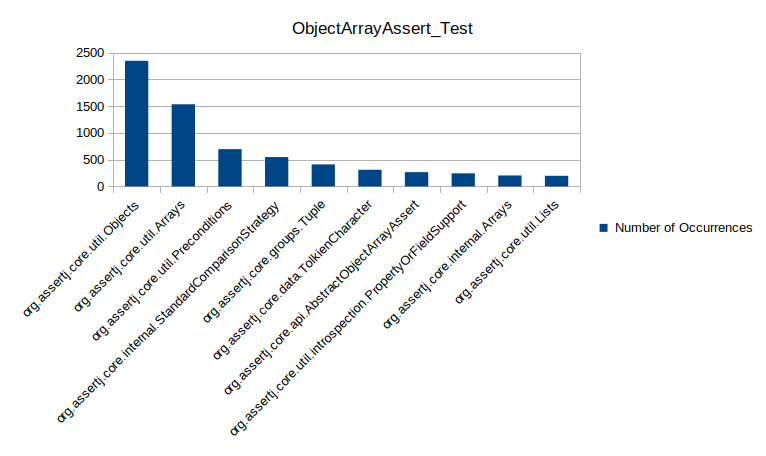 ObjectArrayAssert_Test
2500
2000
1500
1000
500
0
org.assertj.core.util.Objects
org.assertj.core.util.Arrays
org.assertj.core.util.Preconditions
org.assertj.core.internal.StandardComparisonStrategy
org.assertj.core.groups.Tuple
org.assertj.core.data.TolkienCharacter
org.assertj.core.api.AbstractObjectArrayAssert
org.assertj.core.util.introspection.PropertyOrFieldSupport
org.assertj.core.internal.Arrays
org.assertj.core.util.Lists
Number of Occurrences